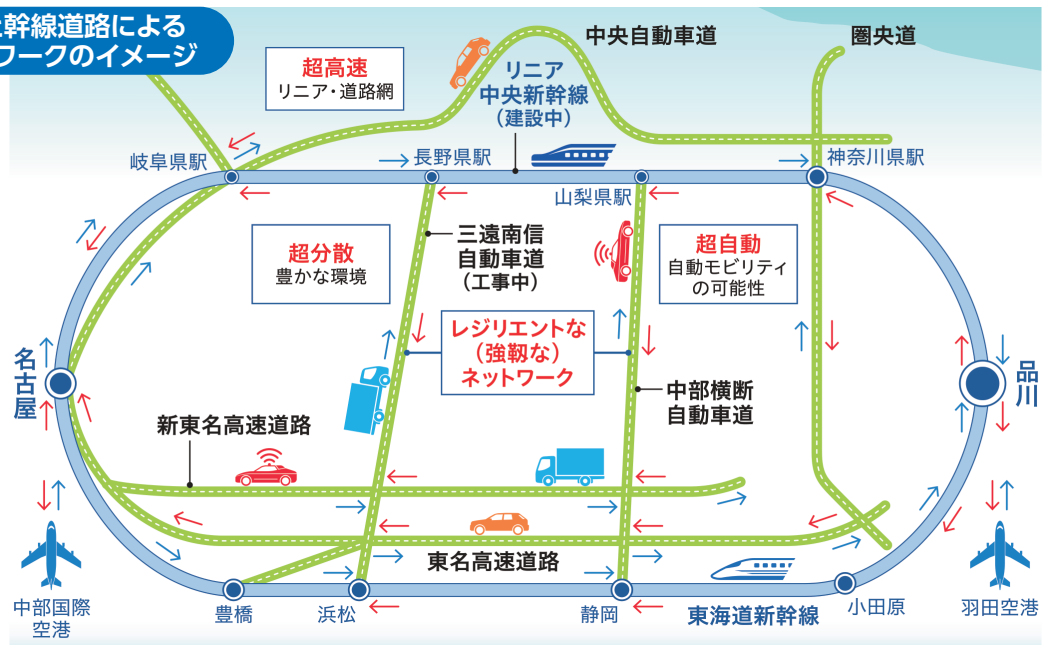 幹線道路による
ワークのイメージ
中央自動車道
圏央道
超高速
リニア・道路網
リニア
中央新幹線
(建設中)
岐阜県駅
長野県駅
山梨県駅
神奈川県駅
超分散
豊かな環境
三遠南信
自動車道
(工事中)
超自動
自動モビリティ
の可能性
レジリエントな
(強靱な)
ネットワーク
名古屋
品川
中部横断
自動車道
新東名高速道路
東名高速道路
中部国際
空港
豊橋
浜松
静岡
東海道新幹線
小田原
羽田空港